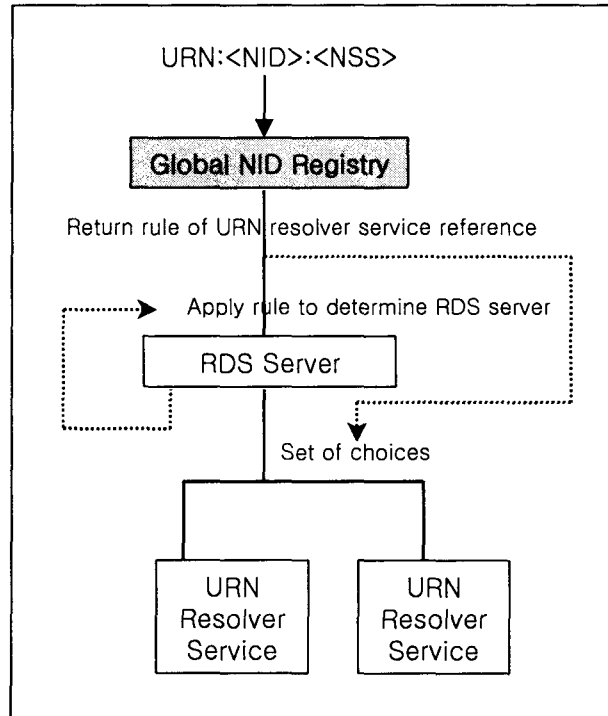 URN:<NID>:<NSS>
Global NID Registry
Return rule of URN resolver service reference
Apply rule to determine RDS server
RDS Server
Set of choices
URN
Resolver
Service
URN
Resolver
Service